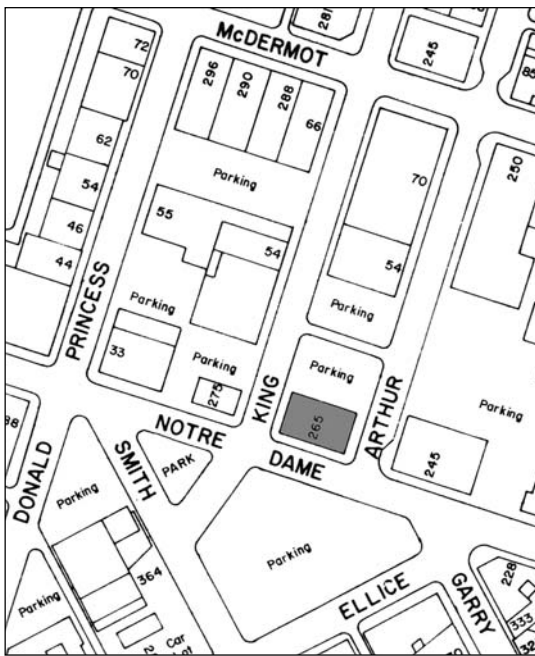 281
McDERMOT
245
85
72
70
62
54
46
44
296
290
288
66
Parking
70
250
55
54
54
PRINCESS
Parking
Parking
33
Parking
275
KING
Parking
ARTHUR
265
Parking
245
NOTRE
DAME
88
DONALD
SMITH
PARK
Parking
Parking
364
Parking
Car
ELLICE
GARRY
228
333